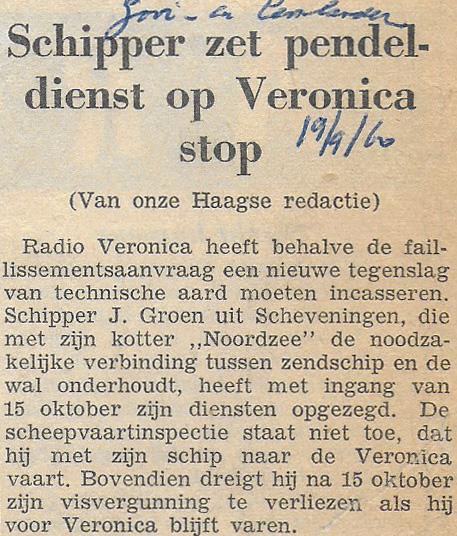 Gooi- en Eemlander
Schipper zet pendel-
dienst op Veronica
stop
19/9/60
(Van onze Haagse redactie)
Radio Veronica heeft behalve de fail-
lissementsaanvraag een nieuwe tegenslag
van technische aard moeten incasseren.
Schipper J. Groen uit Scheveningen, die
met zijn kotter „Noordzee” de noodza-
kelijke verbinding tussen zendschip en de
wal onderhoudt, heeft met ingang van
15 oktober zijn diensten opgezegd. De
scheepvaartinspectie staat niet toe, dat
hij met zijn schip naar de Veronica
vaart. Bovendien dreigt hij na 15 oktober
zijn visvergunning te verliezen als hij
voor Veronica blijft varen.